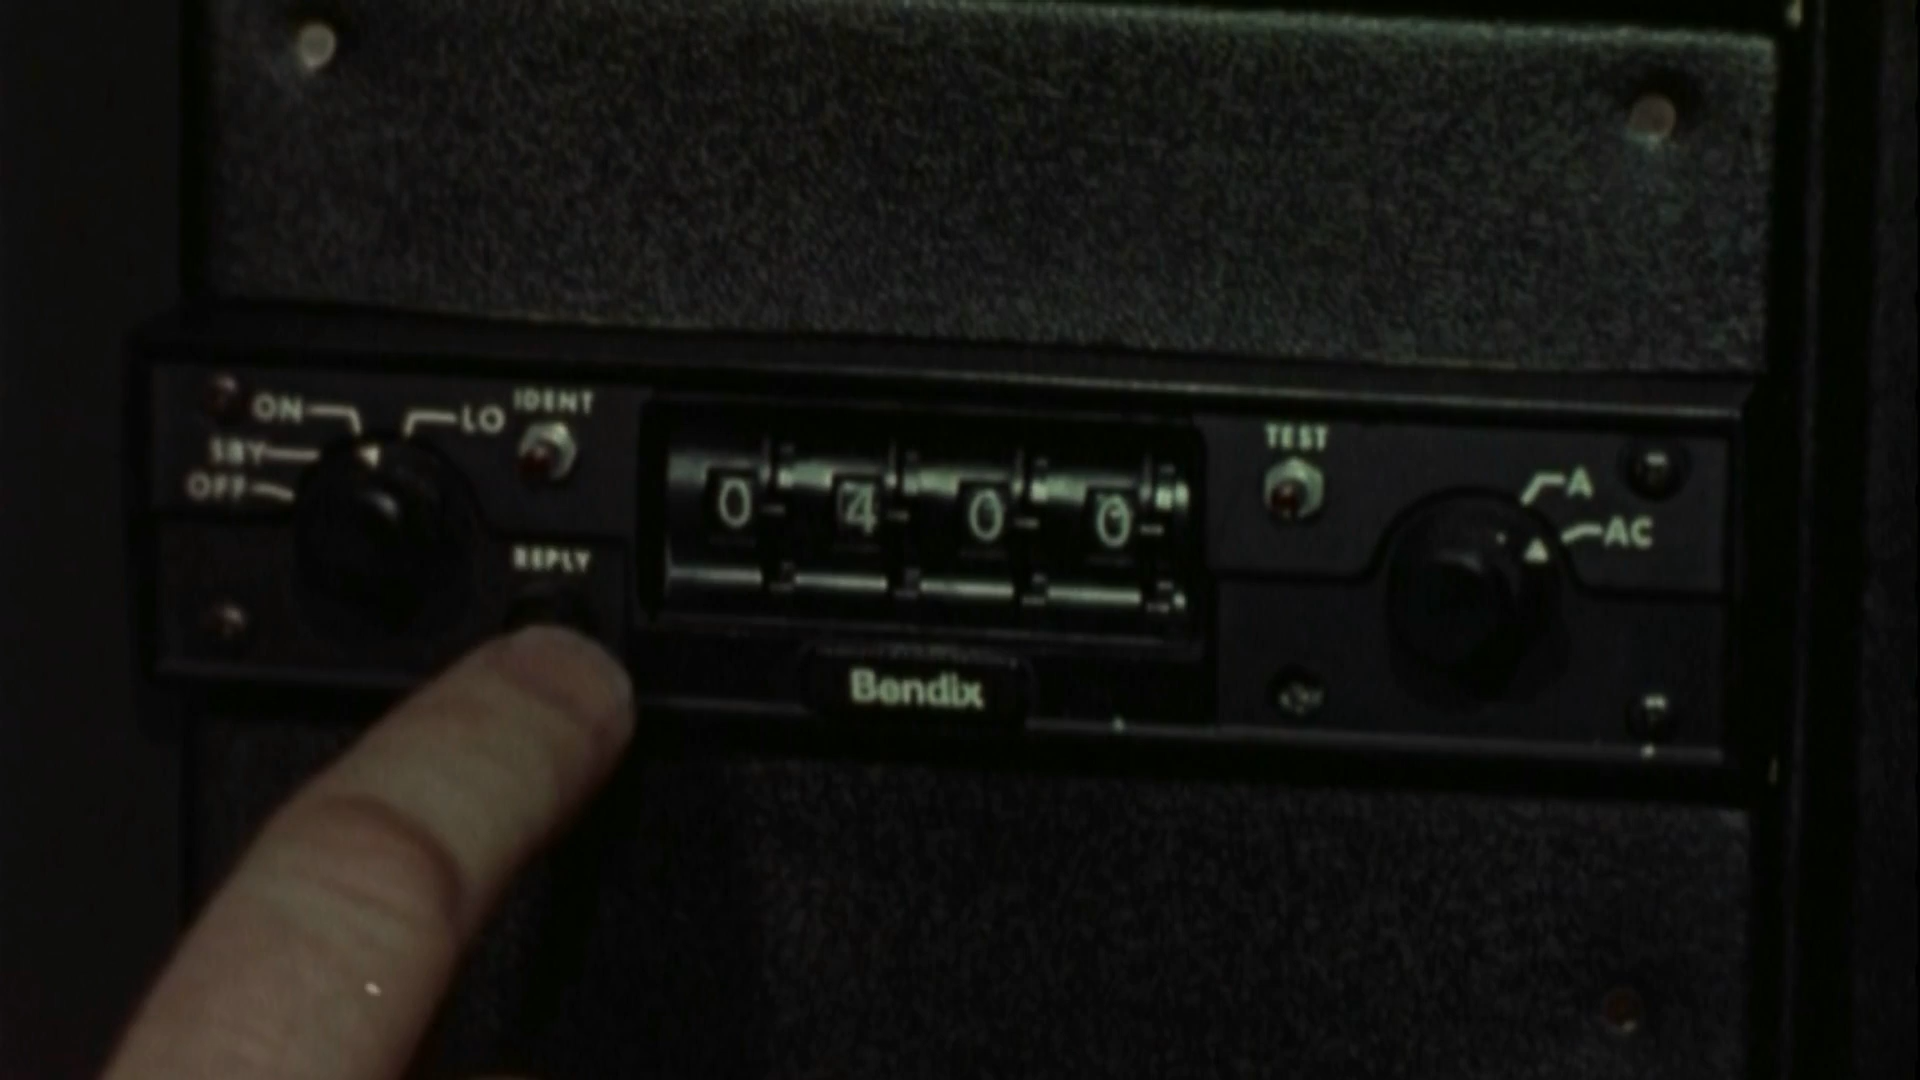 ON
LO
IDENT
SBY
OFF
REPLY
0 4 0 0
TEST
A
AC
Bendix